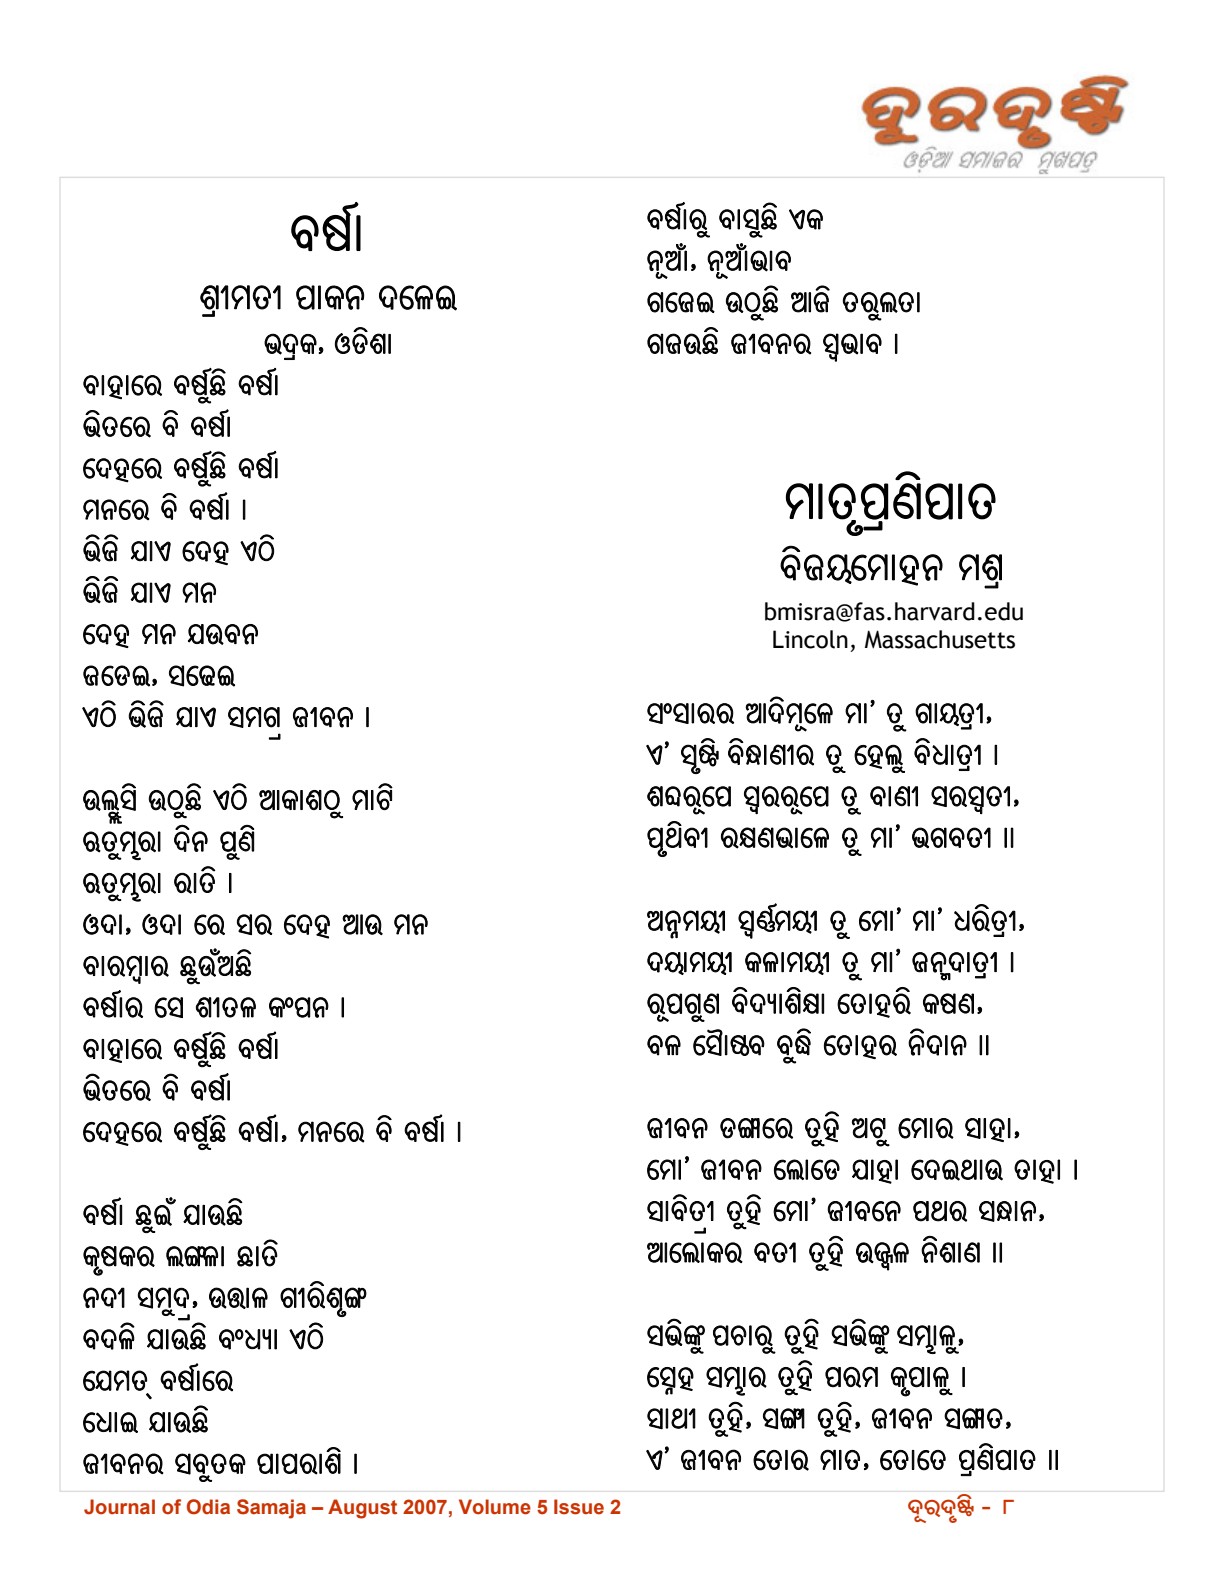 ଦୁରଦୃଷ୍ଟି
ଓଡ଼ିଆ ସମାଜର ମୁଖପତ୍ର
ବର୍ଷା
ଶ୍ରୀମତୀ ପାକନ ଦଳେଇ
ଭଦ୍ରକ, ଓଡିଶା
ବାହାରେ ବର୍ଷୁଛି ବର୍ଷା
ଭିତରେ ବି ବର୍ଷା
ଦେହରେ ବର୍ଷୁଛି ବର୍ଷା
ମନରେ ବି ବର୍ଷା ।
ଭିଜି ଯାଏ ଦେହ ଏଠି
ଭିଜି ଯାଏ ମନ
ଦେହ ମନ ଯଉବନ
ଜଡେଇ, ସଢେଇ
ଏଠି ଭିଜି ଯାଏ ସମଗ୍ର ଜୀବନ ।
ଉଲ୍ଲୁସି ଉଠୁଛି ଏଠି ଆକାଶଠୁ ମାଟି
ଋତୁମ୍ଭରା ଦିନ ପୁଣି
ଋତୁମ୍ଭରା ରାତି ।
ଓଦା, ଓଦା ରେ ସର ଦେହ ଆଉ ମନ
ବାରମ୍ବାର ଛୁଉଁଅଛି
ବର୍ଷାର ସେ ଶୀତଳ କଂପନ ।
ବାହାରେ ବର୍ଷୁଛି ବର୍ଷା
ଭିତରେ ବି ବର୍ଷା
ଦେହରେ ବର୍ଷୁଛି ବର୍ଷା, ମନରେ ବି ବର୍ଷା ।
ବର୍ଷା ଛୁଇଁ ଯାଉଛି
କୃଷକର ଲଙ୍ଗଳା ଛାତି
ନଦୀ ସମୁଦ୍ର, ଉତ୍ତାଳ ଗୀରିଶୃଙ୍ଗ
ବଦଳି ଯାଉଛି ବଂଧ୍ୟା ଏଠି
ଯେମତ୍ ବର୍ଷାରେ
ଧୋଇ ଯାଉଛି
ଜୀବନର ସବୁତକ ପାପରାଶି ।
ବର୍ଷାରୁ ବାସୁଛି ଏକ
ନୂଆଁ, ନୂଆଁଭାବ
ଗଜେଇ ଉଠୁଛି ଆଜି ତରୁଲତା
ଗଜଉଛି ଜୀବନର ସ୍ୱଭାବ ।
ମାତୃପ୍ରଣିପାତ
ବିଜୟମୋହନ ମଶ୍ର
bmisra@fas.harvard.edu
Lincoln, Massachusetts
ସଂସାରର ଆଦିମୂଳେ ମା’ ତୁ ଗାୟତ୍ରୀ,
ଏ’ ସୃଷ୍ଟି ବିନ୍ଧାଣୀର ତୁ ହେଲୁ ବିଧାତ୍ରୀ ।
ଶବ୍ଦରୂପେ ସ୍ୱରରୂପେ ତୁ ବାଣୀ ସରସ୍ୱତୀ,
ପୃଥିବୀ ରକ୍ଷଣଭାଳେ ତୁ ମା’ ଭଗବତୀ ॥
ଅନ୍ନମୟୀ ସ୍ୱର୍ଣ୍ଣମୟୀ ତୁ ମୋ’ ମା’ ଧରିତ୍ରୀ,
ଦୟାମୟୀ କଳାମୟୀ ତୁ ମା’ ଜନ୍ମଦାତ୍ରୀ ।
ରୂପଗୁଣ ବିଦ୍ୟାଶିକ୍ଷା ତୋହରି କଷଣ,
ବଳ ସୌଷ୍ଠବ ବୁଦ୍ଧି ତୋହର ନିଦାନ ॥
ଜୀବନ ଡଙ୍ଗାରେ ତୁହି ଅଟୁ ମୋର ସାହା,
ମୋ’ ଜୀବନ ଲୋଡେ ଯାହା ଦେଇଥାଉ ତାହା ।
ସାବିତ୍ରୀ ତୁହି ମୋ’ ଜୀବନେ ପଥର ସନ୍ଧାନ,
ଆଲୋକର ବତୀ ତୁହି ଉଜ୍ଜ୍ୱଳ ନିଶାଣ ॥
ସଭିଙ୍କୁ ପଚାରୁ ତୁହି ସଭିଙ୍କୁ ସମ୍ଭାଳୁ,
ସ୍ନେହ ସମ୍ଭାର ତୁହି ପରମ କୃପାଳୁ ।
ସାଥୀ ତୁହି, ସଙ୍ଗୀ ତୁହି, ଜୀବନ ସଙ୍ଗୀତ,
ଏ’ ଜୀବନ ତୋର ମାତ, ତୋତେ ପ୍ରଣିପାତ ॥
Journal of Odia Samaja – August 2007, Volume 5 Issue 2
ଦୂରଦୃଷ୍ଟି - ୮